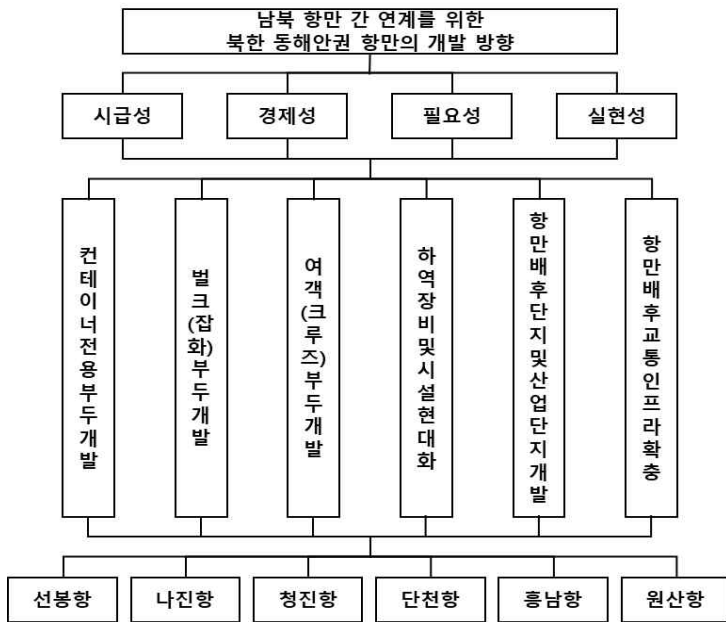 남북 항만 간 연계를 위한
북한 동해안권 항만의 개발 방향
시급성
경제성
필요성
실현성
컨테이너전용부두개발
벌크(잡화)부두개발
여객(크루즈)부두개발
하역장비및시설현대화
항만배후단지및산업단지개발
항만배후교통인프라확충
선봉항
나진항
청진항
단천항
흥남항
원산항